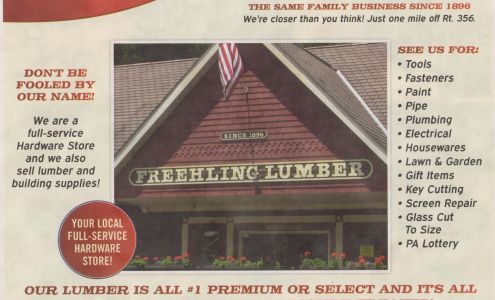 THE SAME FAMILY BUSINESS SINCE 1896
We're closer than you think! Just one mile off Rt. 356.
DON'T BE
FOOLED BY
OUR NAME!
We are a
full-service
Hardware Store
and we also
sell lumber and
building supplies!
YOUR LOCAL
FULL-SERVICE
HARDWARE
STORE!
SINCE 1896
FREEHLING LUMBER
SEE US FOR:
• Tools
• Fasteners
• Paint
• Pipe
• Plumbing
• Electrical
• Housewares
• Lawn & Garden
• Gift Items
• Key Cutting
• Screen Repair
• Glass Cut
To Size
• PA Lottery
OUR LUMBER IS ALL #1 PREMIUM OR SELECT AND IT'S ALL